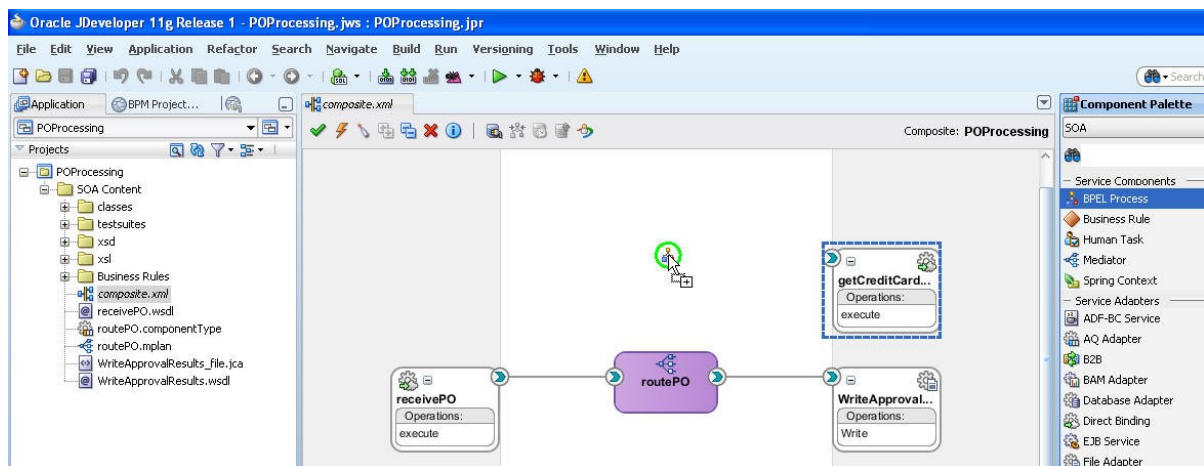 Oracle JDeveloper 11g Release 1 - POProcessing.jws : POProcessing.jpr
File Edit View Application Refactor Search Navigate Build Run Versioning Tools Window Help
Search
Application BPM Project...
POProcessing
Projects
POProcessing
SOA Content
classes
testsuites
xsd
xsl
Business Rules
composite.xml
receivePO.wsdl
routePO.componentType
routePO.mplan
WriteApprovalResults_file.jca
WriteApprovalResults.wsdl
composite.xml
Composite: POProcessing
getCreditCard...
Operations:
execute
routePO
receivePO
Operations:
execute
WriteApproval...
Operations:
Write
Component Palette
SOA
Service Components
BPEL Process
Business Rule
Human Task
Mediator
Spring Context
Service Adapters
ADF-BC Service
AQ Adapter
B2B
BAM Adapter
Database Adapter
Direct Binding
EJB Service
File Adapter